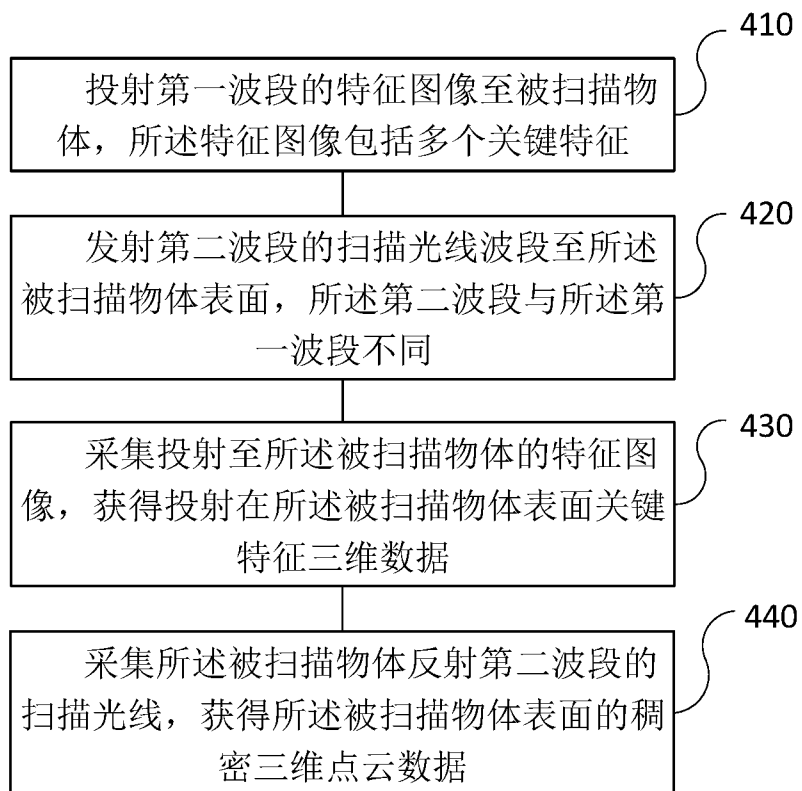 410
投射第一波段的特征图像至被扫描物
体，所述特征图像包括多个关键特征
420
发射第二波段的扫描光线波段至所述
被扫描物体表面，所述第二波段与所述第
一波段不同
430
采集投射至所述被扫描物体的特征图
像，获得投射在所述被扫描物体表面关键
特征三维数据
440
采集所述被扫描物体反射第二波段的
扫描光线，获得所述被扫描物体表面的稠
密三维点云数据